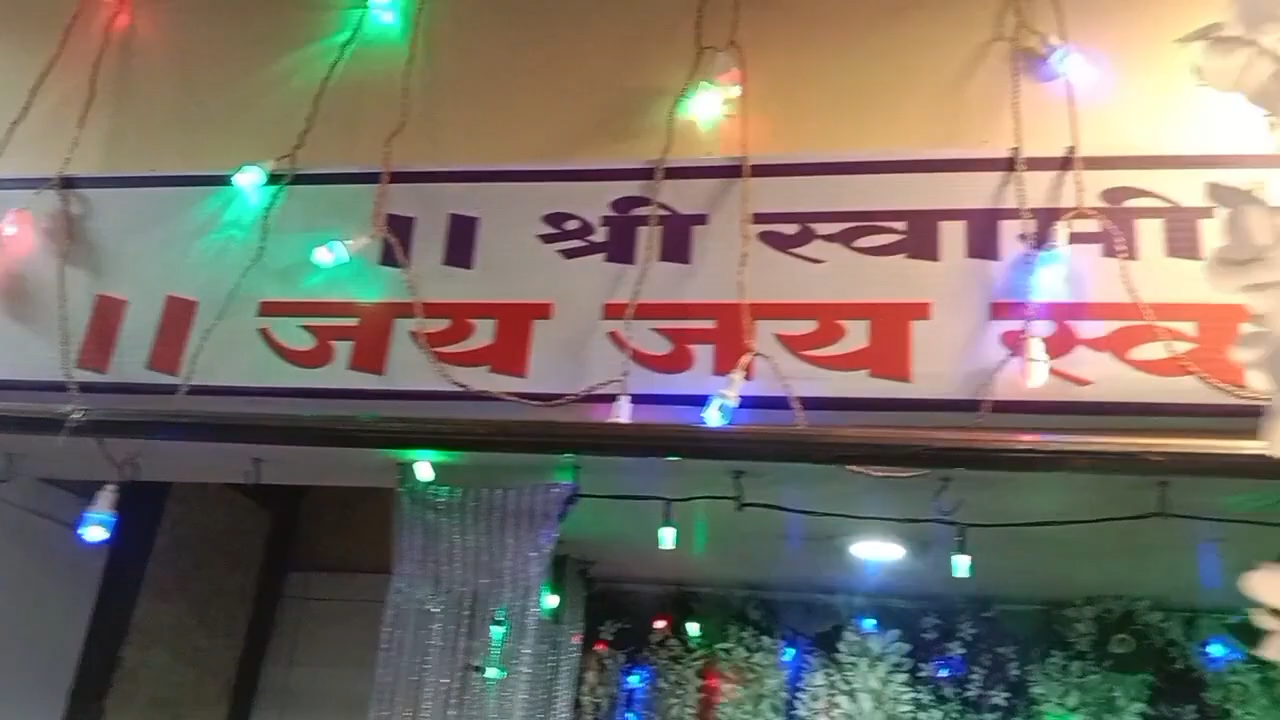 || श्री स्वामी
|| जय जय स्व